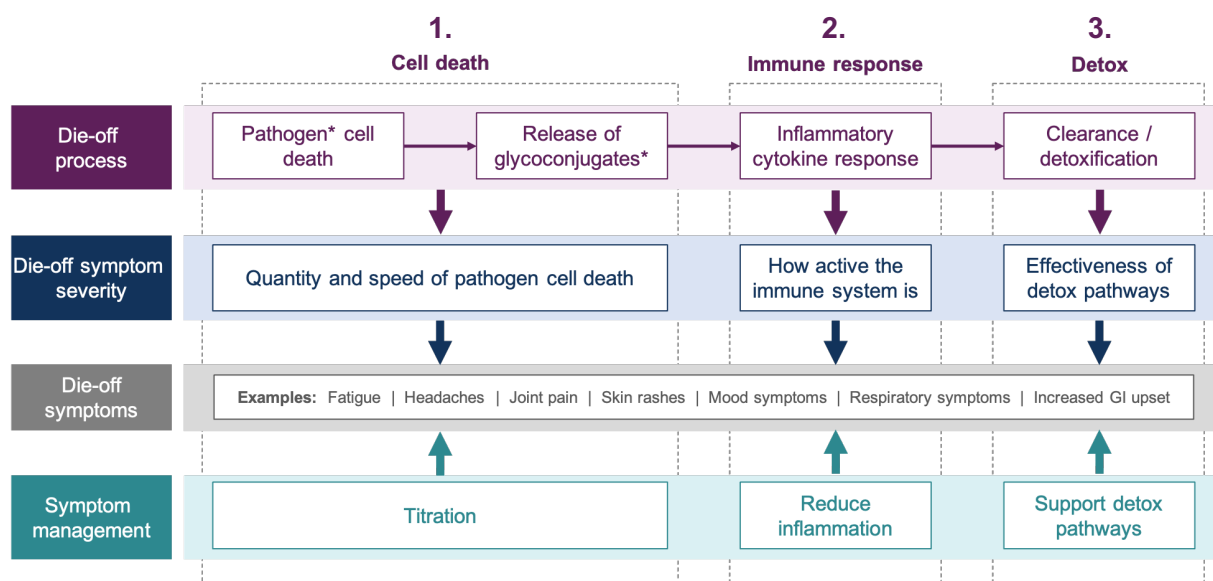 1.
Cell death
2.
Immune response
3.
Detox
Die-off
process
Pathogen* cell
death
Release of
glycoconjugates*
Inflammatory
cytokine response
Clearance /
detoxification
Die-off symptom
severity
Quantity and speed of pathogen cell death
How active the
immune system is
Effectiveness of
detox pathways
Die-off
symptoms
Examples: Fatigue | Headaches | Joint pain | Skin rashes | Mood symptoms | Respiratory symptoms | Increased GI upset
Symptom
management
Titration
Reduce
inflammation
Support detox
pathways